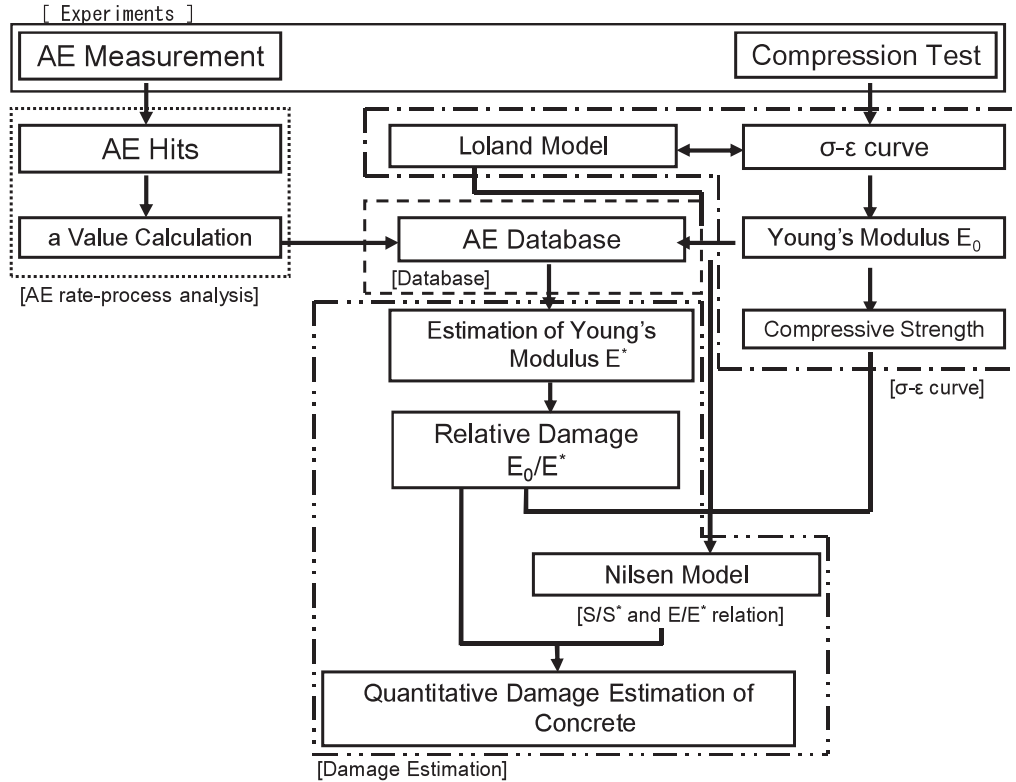 [ Experiments ]
AE Measurement
Compression Test
AE Hits
Loland Model
σ-ε curve
a Value Calculation
AE Database
Young's Modulus E₀
[Database]
[AE rate-process analysis]
Estimation of Young's
Modulus E*
Compressive Strength
[σ-ε curve]
Relative Damage
E₀/E*
Nilsen Model
[S/S* and E/E* relation]
Quantitative Damage Estimation of
Concrete
[Damage Estimation]